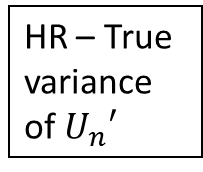 HR – True
variance
of Uₙ′